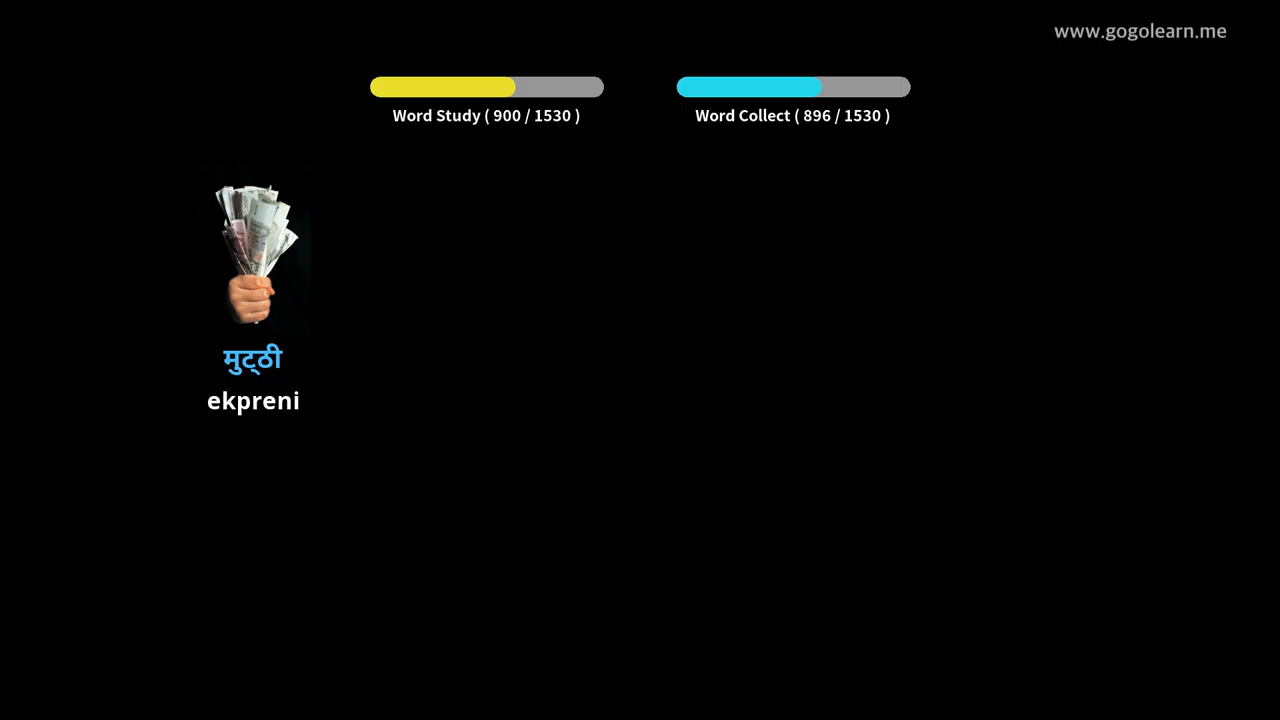 www.gogolearn.me
Word Study ( 900 / 1530 )
Word Collect ( 896 / 1530 )
मुट्ठी
ekpreni